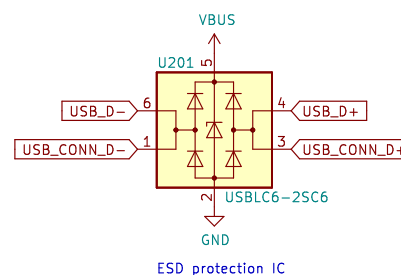 VBUS
U201
5
6
USB_D-
4
USB_D+
1
USB_CONN_D-
3
USB_CONN_D+
2
USBLC6-2SC6
GND
ESD protection IC